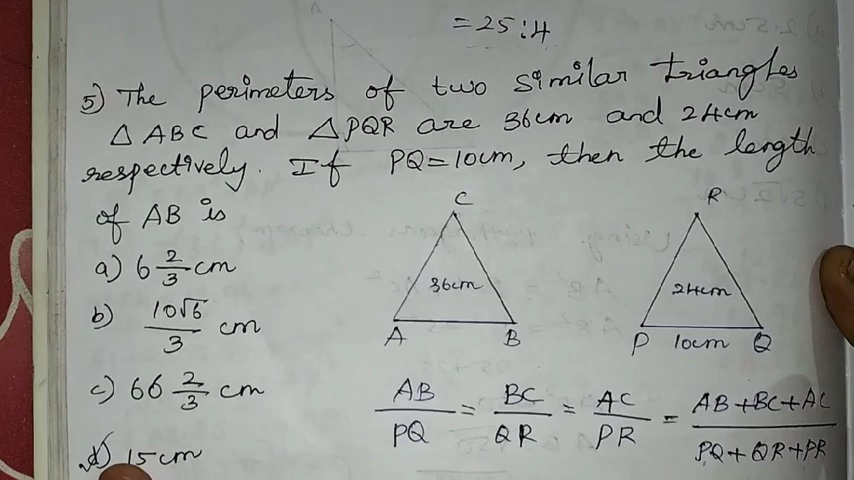 = 25 : 4
5) The perimeters of two similar triangles
△ ABC and △PQR are 36cm and 24cm
respectively. If PQ = 10cm, then the length
of AB is
a) 6 2/3 cm
b) 10√6/3 cm
c) 66 2/3 cm
d) 15cm
C
36cm
A B
R
24cm
P 10cm Q
AB/PQ = BC/QR = AC/PR = AB+BC+AC/PQ+QR+PR